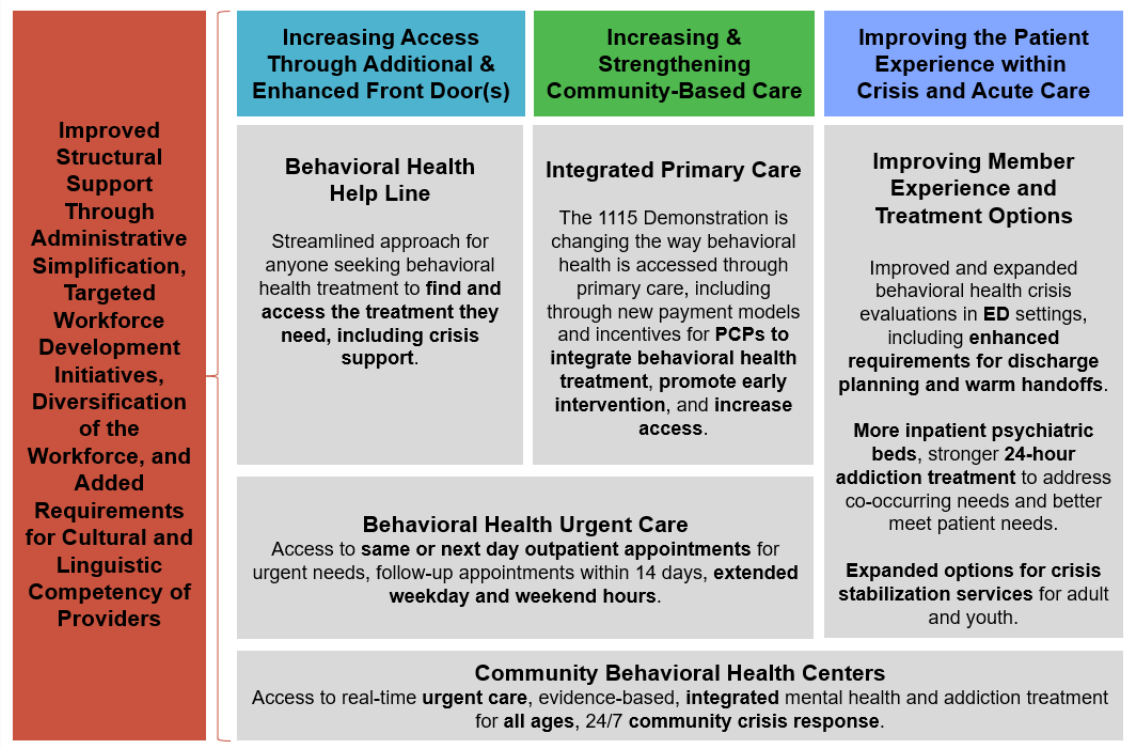 Improved
Structural
Support
Through
Administrative
Simplification,
Targeted
Workforce
Development
Initiatives,
Diversification
of the
Workforce, and
Added
Requirements
for Cultural and
Linguistic
Competency of
Providers
Increasing Access
Through Additional &
Enhanced Front Door(s)
Increasing &
Strengthening
Community-Based Care
Improving the Patient
Experience within
Crisis and Acute Care
Behavioral Health
Help Line
Streamlined approach for
anyone seeking behavioral
health treatment to find and
access the treatment they
need, including crisis
support.
Integrated Primary Care
The 1115 Demonstration is
changing the way behavioral
health is accessed through
primary care, including
through new payment models
and incentives for PCPs to
integrate behavioral health
treatment, promote early
intervention, and increase
access.
Improving Member
Experience and
Treatment Options
Improved and expanded
behavioral health crisis
evaluations in ED settings,
including enhanced
requirements for discharge
planning and warm handoffs.
More inpatient psychiatric
beds, stronger 24-hour
addiction treatment to address
co-occurring needs and better
meet patient needs.
Expanded options for crisis
stabilization services for adult
and youth.
Behavioral Health Urgent Care
Access to same or next day outpatient appointments for
urgent needs, follow-up appointments within 14 days, extended
weekday and weekend hours.
Community Behavioral Health Centers
Access to real-time urgent care, evidence-based, integrated mental health and addiction treatment
for all ages, 24/7 community crisis response.